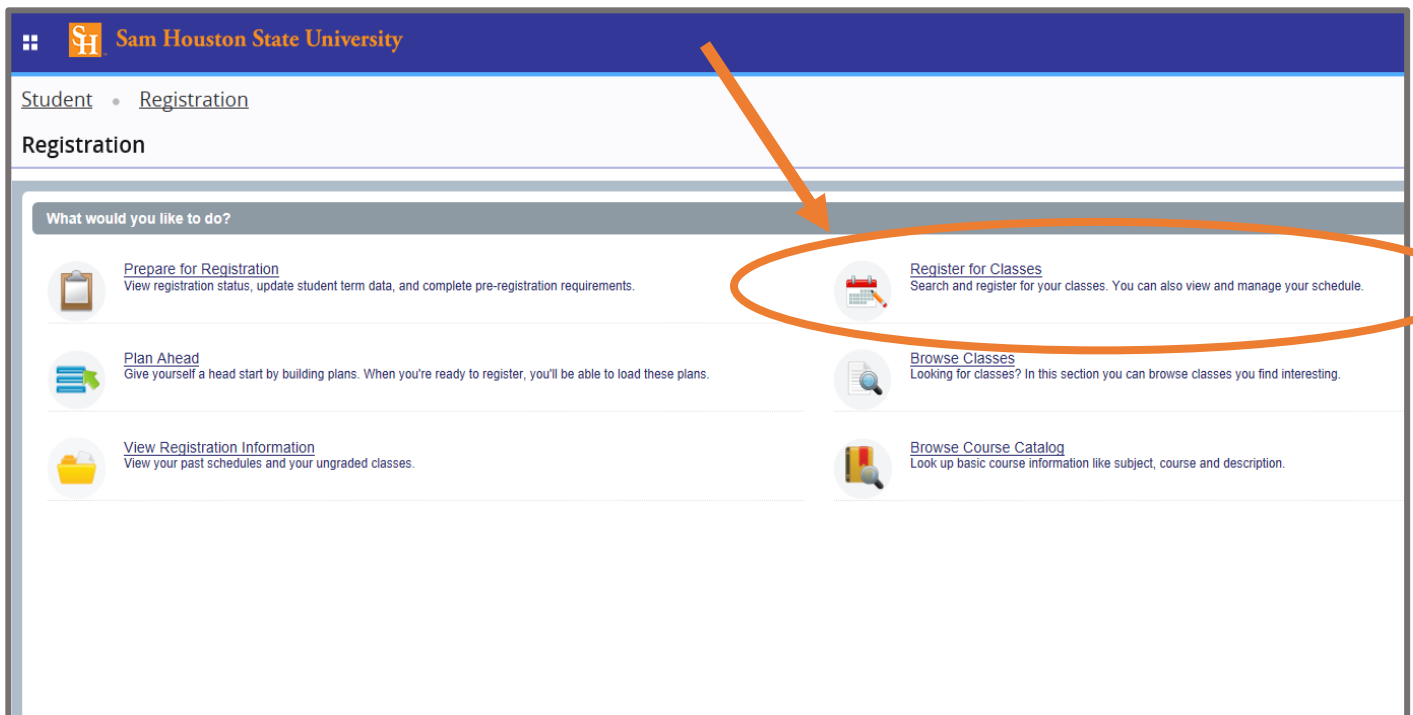 SH Sam Houston State University
Student • Registration
Registration
What would you like to do?
Prepare for Registration
View registration status, update student term data, and complete pre-registration requirements.
Register for Classes
Search and register for your classes. You can also view and manage your schedule.
Plan Ahead
Give yourself a head start by building plans. When you're ready to register, you'll be able to load these plans.
Browse Classes
Looking for classes? In this section you can browse classes you find interesting.
View Registration Information
View your past schedules and your ungraded classes.
Browse Course Catalog
Look up basic course information like subject, course and description.